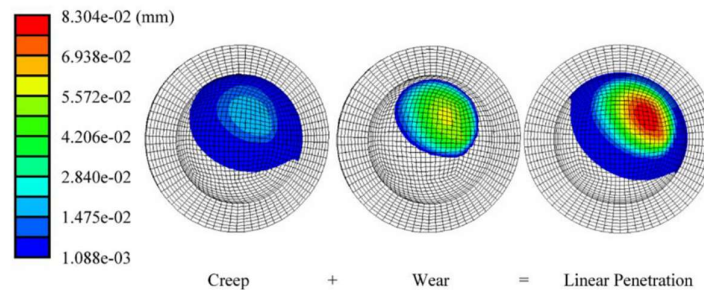 8.304e-02 (mm)
6.938e-02
5.572e-02
4.206e-02
2.840e-02
1.475e-02
1.088e-03
Creep + Wear = Linear Penetration